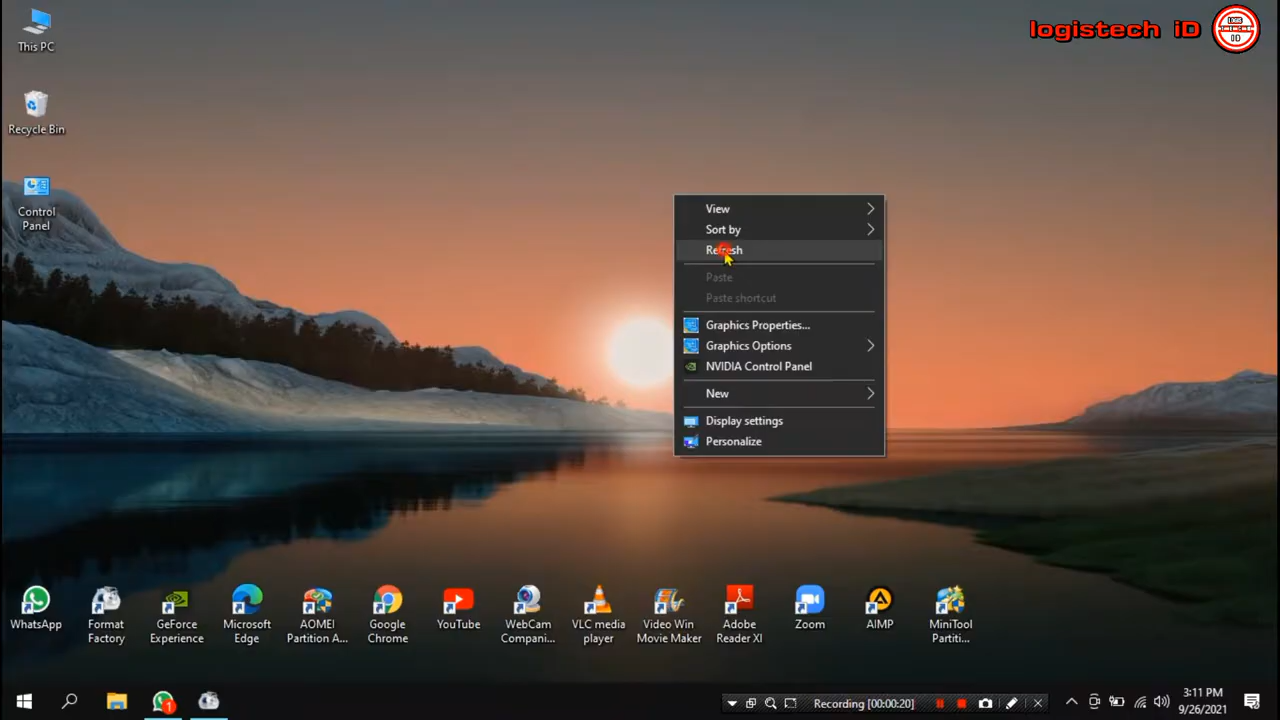 logistech iD
LOGIS
iD
This PC
Recycle Bin
Control
Panel
View
Sort by
Refresh
Paste
Paste shortcut
Graphics Properties...
Graphics Options
NVIDIA Control Panel
New
Display settings
Personalize
WhatsApp
Format
Factory
GeForce
Experience
Microsoft
Edge
AOMEI
Partition A...
Google
Chrome
YouTube
WebCam
Compani...
VLC media
player
Video Win
Movie Maker
Adobe
Reader XI
Zoom
AIMP
MiniTool
Partiti...
1
Recording [00:00:20]
3:11 PM
9/26/2021